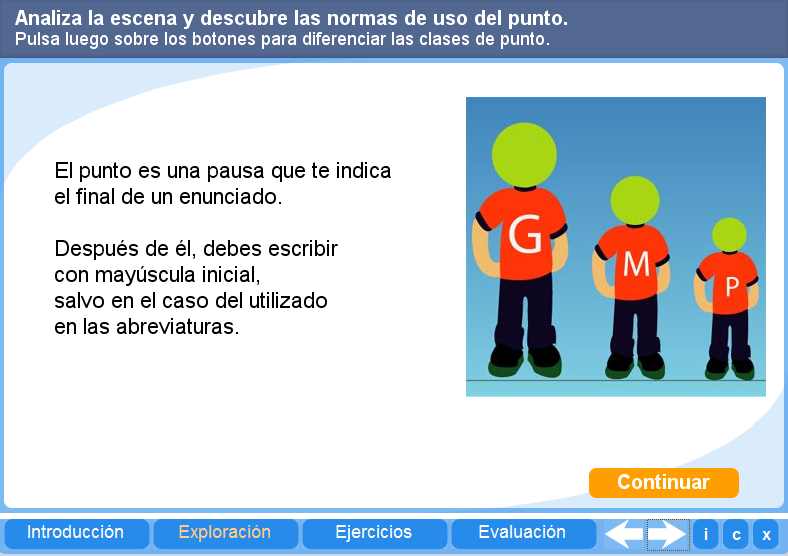 Analiza la escena y descubre las normas de uso del punto.
Pulsa luego sobre los botones para diferenciar las clases de punto.
El punto es una pausa que te indica
el final de un enunciado.
Después de él, debes escribir
con mayúscula inicial,
salvo en el caso del utilizado
en las abreviaturas.
G M P
Continuar
Introducción Exploración Ejercicios Evaluación i c x